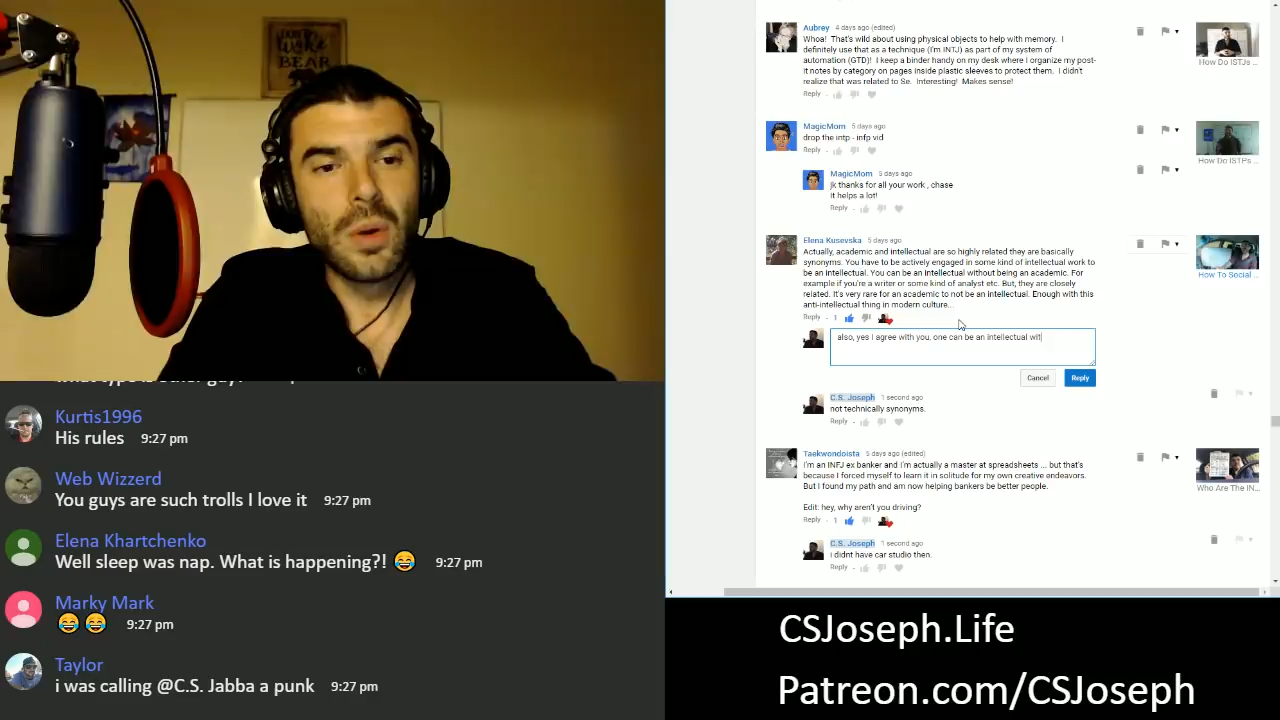 Wake
BEAR
Kurtis1996
His rules 9:27 pm
Web Wizzerd
You guys are such trolls I love it 9:27 pm
Elena Khartchenko
Well sleep was nap. What is happening?! 😂 9:27 pm
Marky Mark
😂 😂 9:27 pm
Taylor
i was calling @C.S. Jabba a punk 9:27 pm
Aubrey 4 days ago (edited)
Whoa! That's wild about using physical objects to help with memory. I
definitely use that as a technique (I'm INTJ) as part of my system of
automation (GTD)! I keep a binder handy on my desk where I organize my post-
it notes by category on pages inside plastic sleeves to protect them. I didn't
realize that was related to Se. Interesting! Makes sense!
Reply
How Do ISTJs ...
MagicMom 5 days ago
drop the intp - infp vid
Reply
How Do ISTPs ...
MagicMom 5 days ago
jk thanks for all your work , chase
It helps a lot!
Reply
Elena Kusevska 5 days ago
Actually, academic and intellectual are so highly related they are basically
synonyms. You have to be actively engaged in some kind of intellectual work to
be an intellectual. You can be an intellectual without being an academic. For
example if you're a writer or some kind of analyst etc. But, they are closely
related. It's very rare for an academic to not be an intellectual. Enough with this
anti-intellectual thing in modern culture...
Reply 1
How To Social ...
also, yes I agree with you. one can be an intellectual wit
Cancel Reply
C.S. Joseph 1 second ago
not technically synonyms.
Reply
Taekwondoista 5 days ago (edited)
I'm an INFJ ex banker and I'm actually a master at spreadsheets ... but that's
because I forced myself to learn it in solitude for my own creative endeavors.
But I found my path and am now helping bankers be better people.
Edit: hey, why aren't you driving?
Reply 1
Who Are The IN...
C.S. Joseph 1 second ago
i didnt have car studio then.
Reply
CSJoseph.Life
Patreon.com/CSJoseph